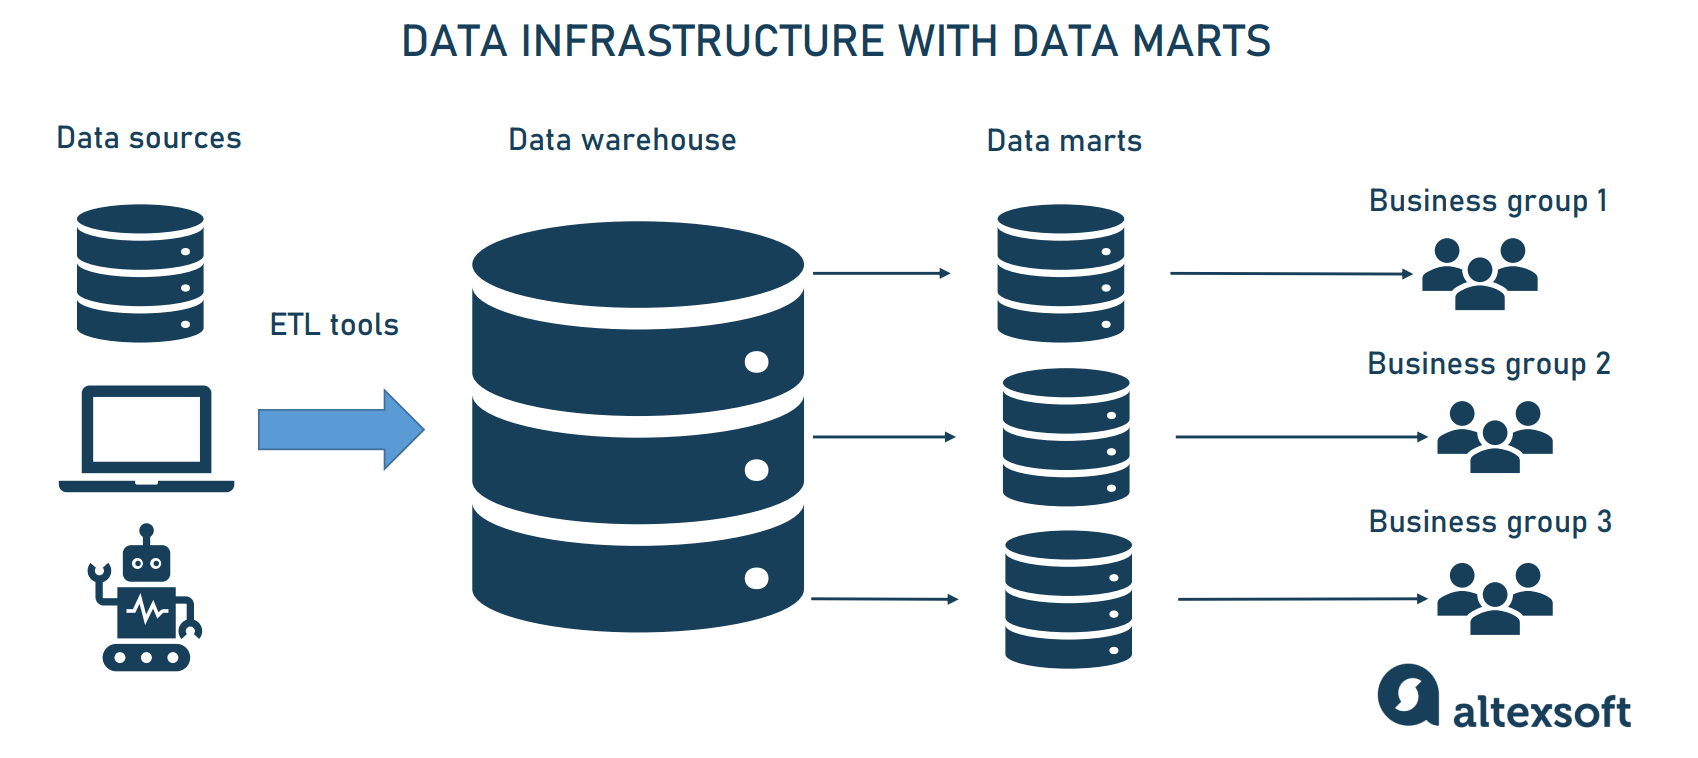 DATA INFRASTRUCTURE WITH DATA MARTS
Data sources
Data warehouse
Data marts
Business group 1
ETL tools
Business group 2
Business group 3
altexsoft